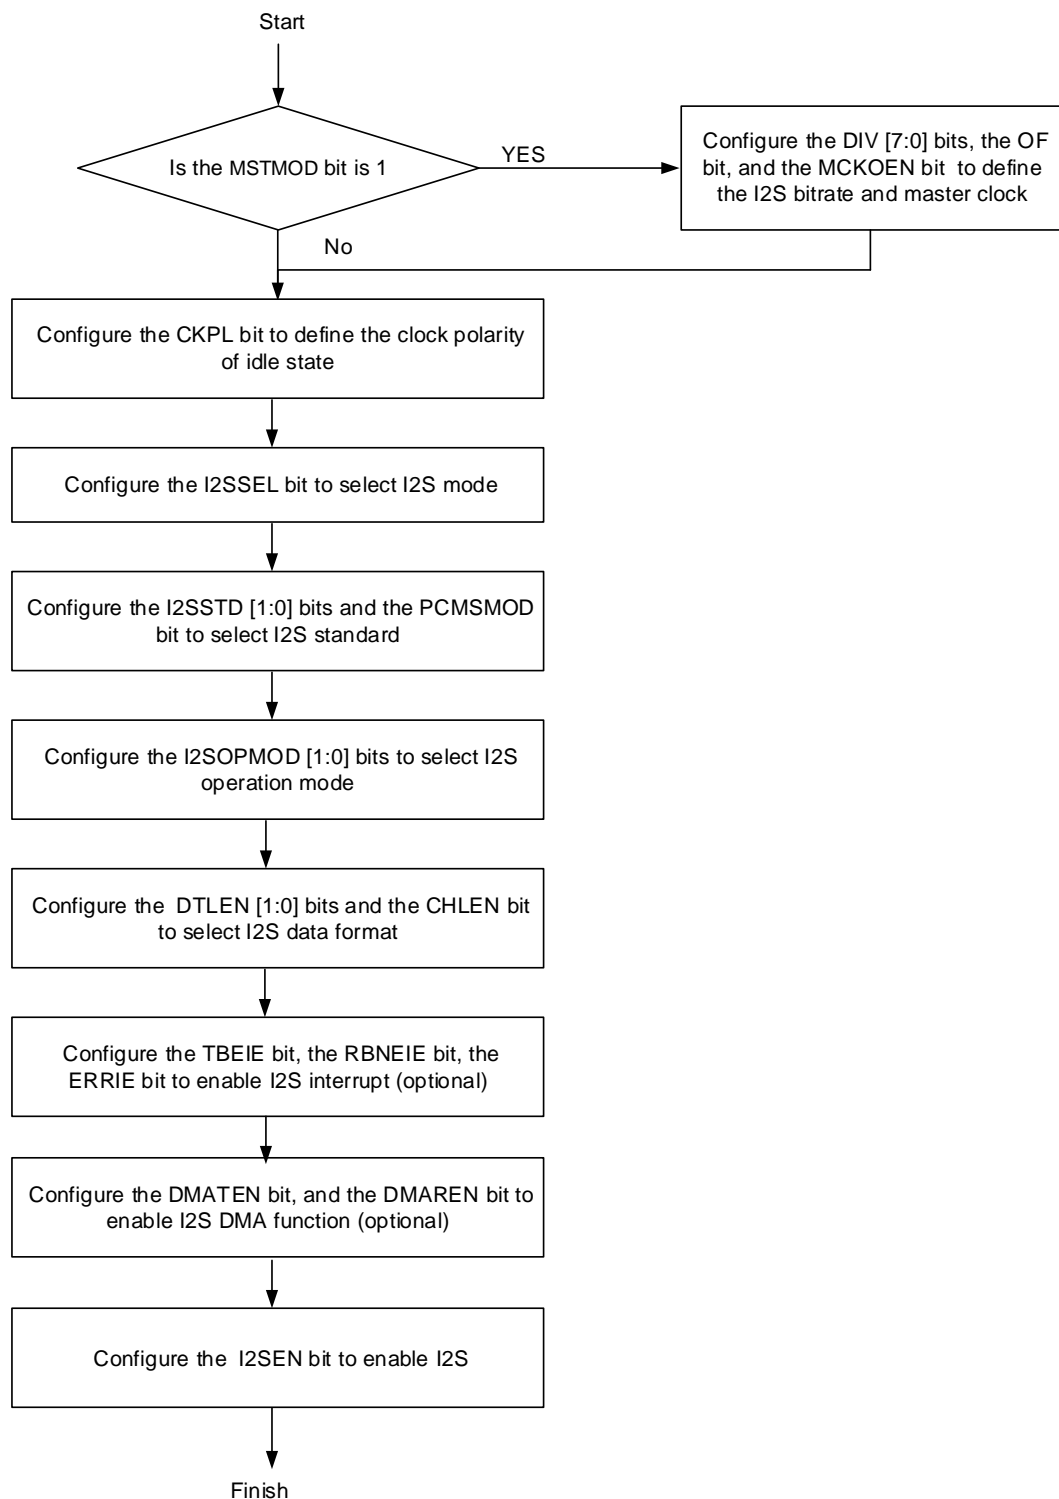 Start
Is the MSTMOD bit is 1
YES
Configure the DIV [7:0] bits, the OF
bit, and the MCKOEN bit to define
the I2S bitrate and master clock
No
Configure the CKPL bit to define the clock polarity
of idle state
Configure the I2SSEL bit to select I2S mode
Configure the I2SSTD [1:0] bits and the PCMSMOD
bit to select I2S standard
Configure the I2SOPMOD [1:0] bits to select I2S
operation mode
Configure the DTLEN [1:0] bits and the CHLEN bit
to select I2S data format
Configure the TBEIE bit, the RBNEIE bit, the
ERRIE bit to enable I2S interrupt (optional)
Configure the DMATEN bit, and the DMAREN bit to
enable I2S DMA function (optional)
Configure the I2SEN bit to enable I2S
Finish